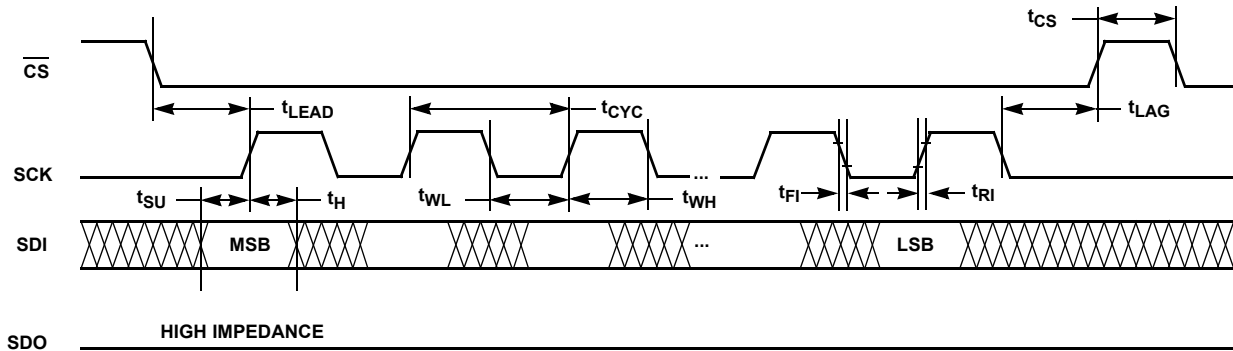 tCS
CS
tLEAD
tCYC
tLAG
SCK
...
tSU
tH
tWL
tWH
tFI
tRI
SDI
MSB
...
LSB
HIGH IMPEDANCE
SDO